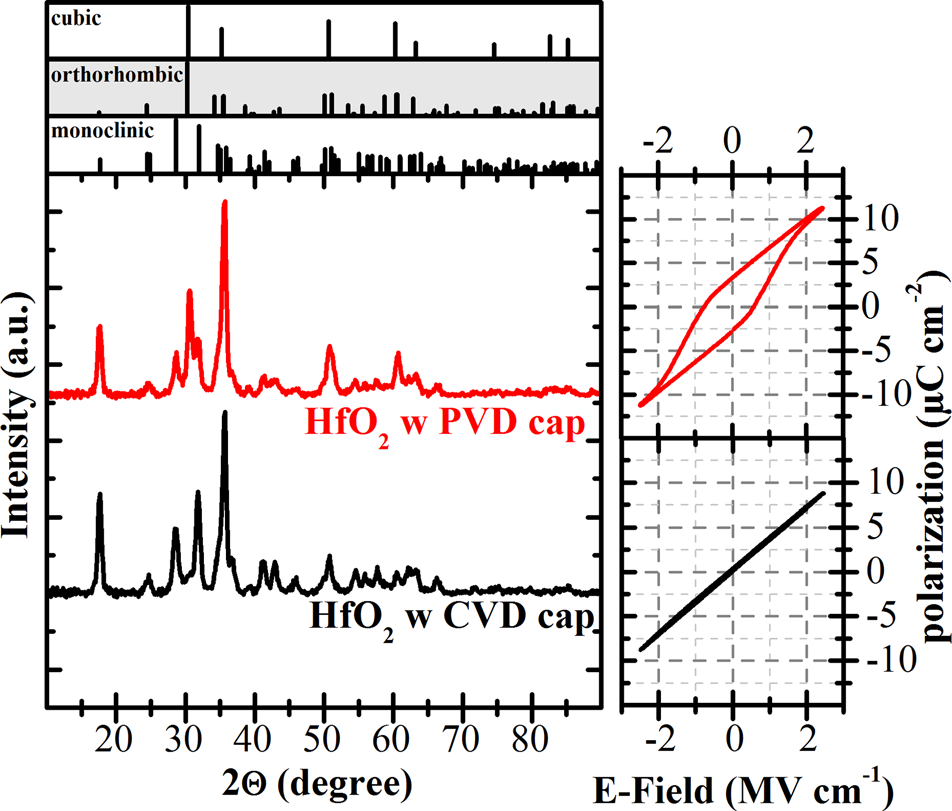 cubic
orthorhombic
monoclinic
Intensity (a.u.)
HfO₂ w PVD cap
HfO₂ w CVD cap
20 30 40 50 60 70 80
2Θ (degree)
-2 0 2
10
5
0
-5
-10
10
5
0
-5
-10
polarization (µC cm⁻²)
-2 0 2
E-Field (MV cm⁻¹)